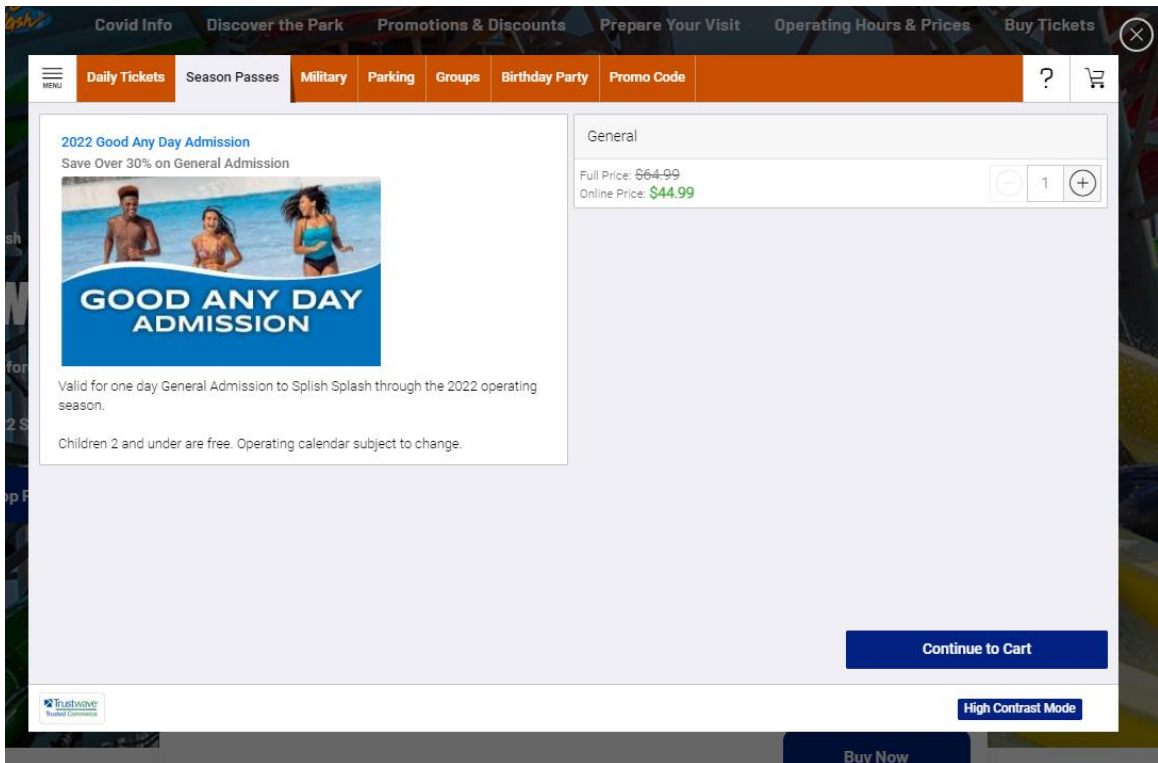 Covid Info Discover the Park Promotions & Discounts Prepare Your Visit Operating Hours & Prices Buy Tickets
MENU Daily Tickets Season Passes Military Parking Groups Birthday Party Promo Code ?
2022 Good Any Day Admission
Save Over 30% on General Admission
GOOD ANY DAY
ADMISSION
Valid for one day General Admission to Splish Splash through the 2022 operating
season.
Children 2 and under are free. Operating calendar subject to change.
General
Full Price: $64.99
Online Price: $44.99
1
Continue to Cart
Trustwave
Trusted Commerce
High Contrast Mode
Buy Now